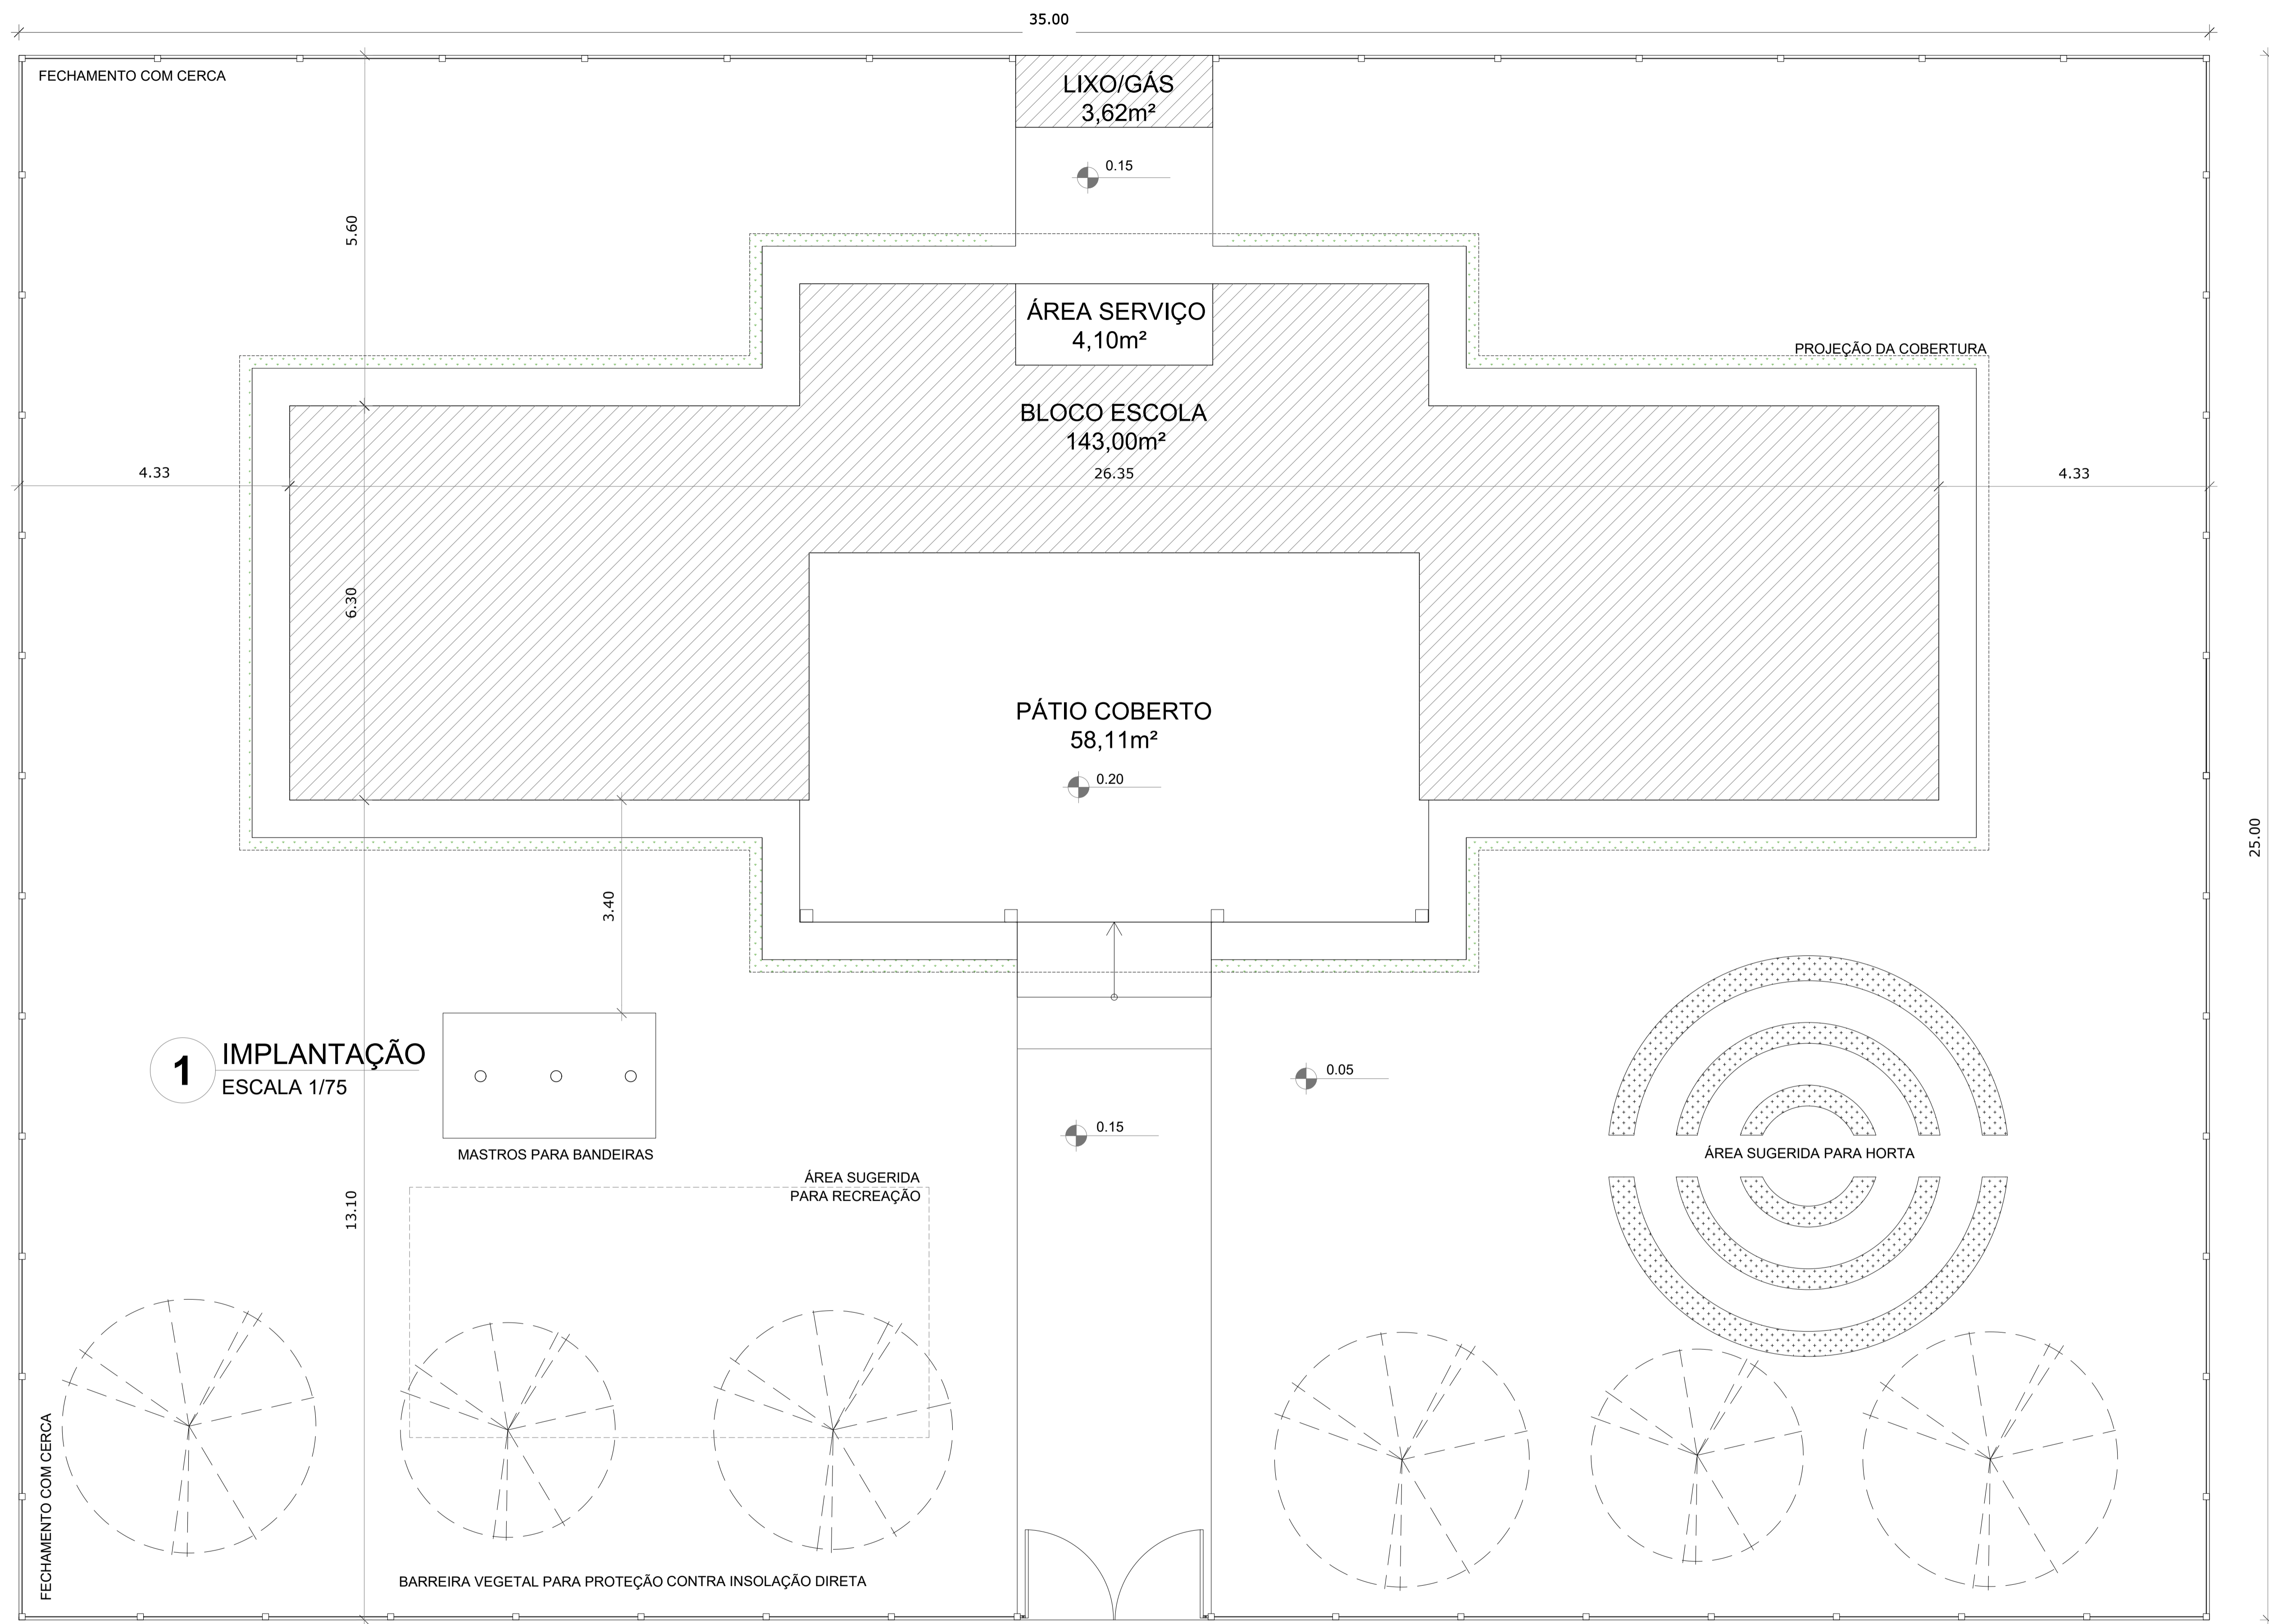 35.00
FECHAMENTO COM CERCA
LIXO/GÁS
3,62m²
0.15
5.60
ÁREA SERVIÇO
4,10m²
PROJEÇÃO DA COBERTURA
BLOCO ESCOLA
143,00m²
4.33
26.35
4.33
6.30
PÁTIO COBERTO
58,11m²
0.20
25.00
3.40
1
IMPLANTAÇÃO
ESCALA 1/75
0.05
0.15
MASTROS PARA BANDEIRAS
ÁREA SUGERIDA PARA HORTA
ÁREA SUGERIDA
PARA RECREAÇÃO
13.10
FECHAMENTO COM CERCA
BARREIRA VEGETAL PARA PROTEÇÃO CONTRA INSOLAÇÃO DIRETA